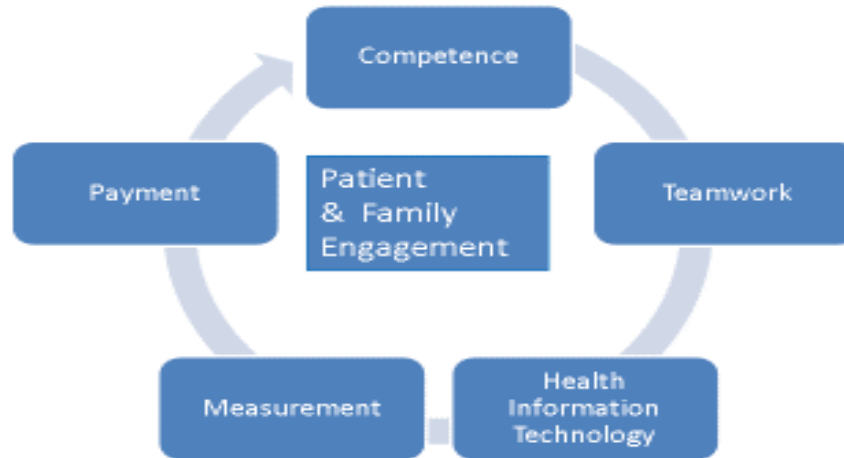 Competence
Payment
Patient
& Family
Engagement
Teamwork
Measurement
Health
Information
Technology